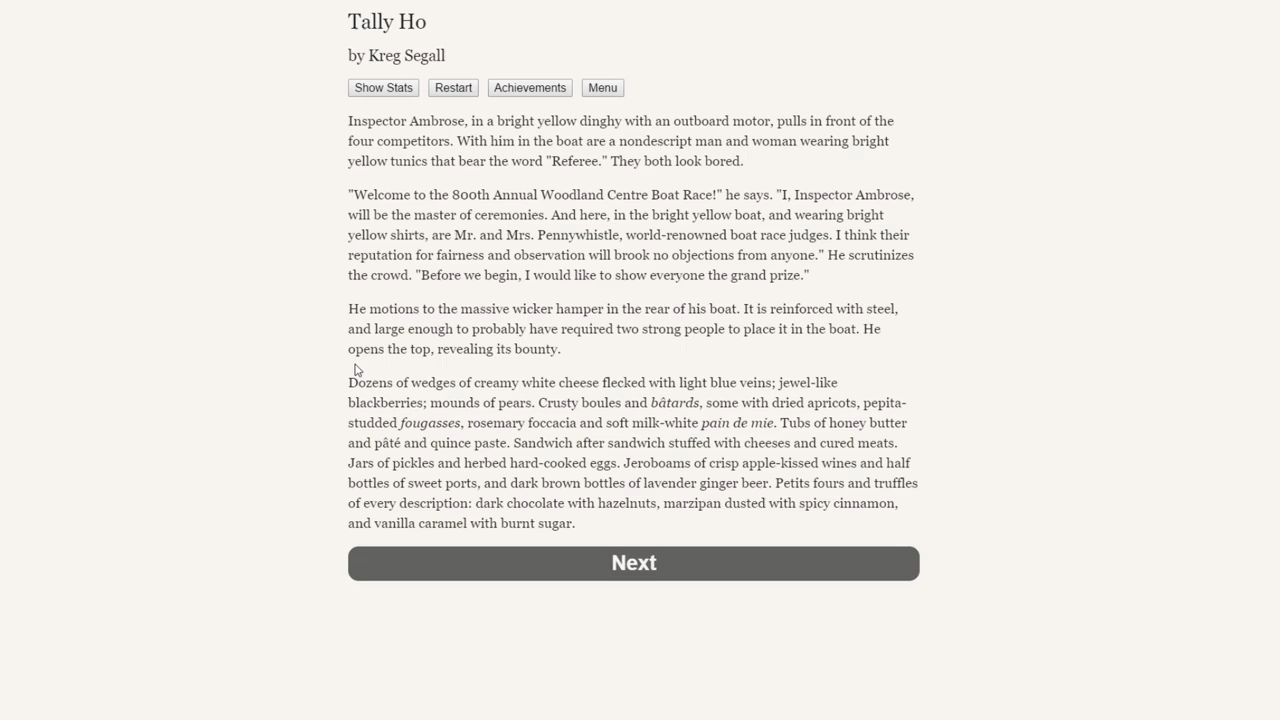 Tally Ho
by Kreg Segall
Show Stats Restart Achievements Menu
Inspector Ambrose, in a bright yellow dinghy with an outboard motor, pulls in front of the
four competitors. With him in the boat are a nondescript man and woman wearing bright
yellow tunics that bear the word "Referee." They both look bored.
"Welcome to the 800th Annual Woodland Centre Boat Race!" he says. "I, Inspector Ambrose,
will be the master of ceremonies. And here, in the bright yellow boat, and wearing bright
yellow shirts, are Mr. and Mrs. Pennywhistle, world-renowned boat race judges. I think their
reputation for fairness and observation will brook no objections from anyone." He scrutinizes
the crowd. "Before we begin, I would like to show everyone the grand prize."
He motions to the massive wicker hamper in the rear of his boat. It is reinforced with steel,
and large enough to probably have required two strong people to place it in the boat. He
opens the top, revealing its bounty.
Dozens of wedges of creamy white cheese flecked with light blue veins; jewel-like
blackberries; mounds of pears. Crusty boules and bâtards, some with dried apricots, pepita-
studded fougasses, rosemary foccacia and soft milk-white pain de mie. Tubs of honey butter
and pâté and quince paste. Sandwich after sandwich stuffed with cheeses and cured meats.
Jars of pickles and herbed hard-cooked eggs. Jeroboams of crisp apple-kissed wines and half
bottles of sweet ports, and dark brown bottles of lavender ginger beer. Petits fours and truffles
of every description: dark chocolate with hazelnuts, marzipan dusted with spicy cinnamon,
and vanilla caramel with burnt sugar.
Next